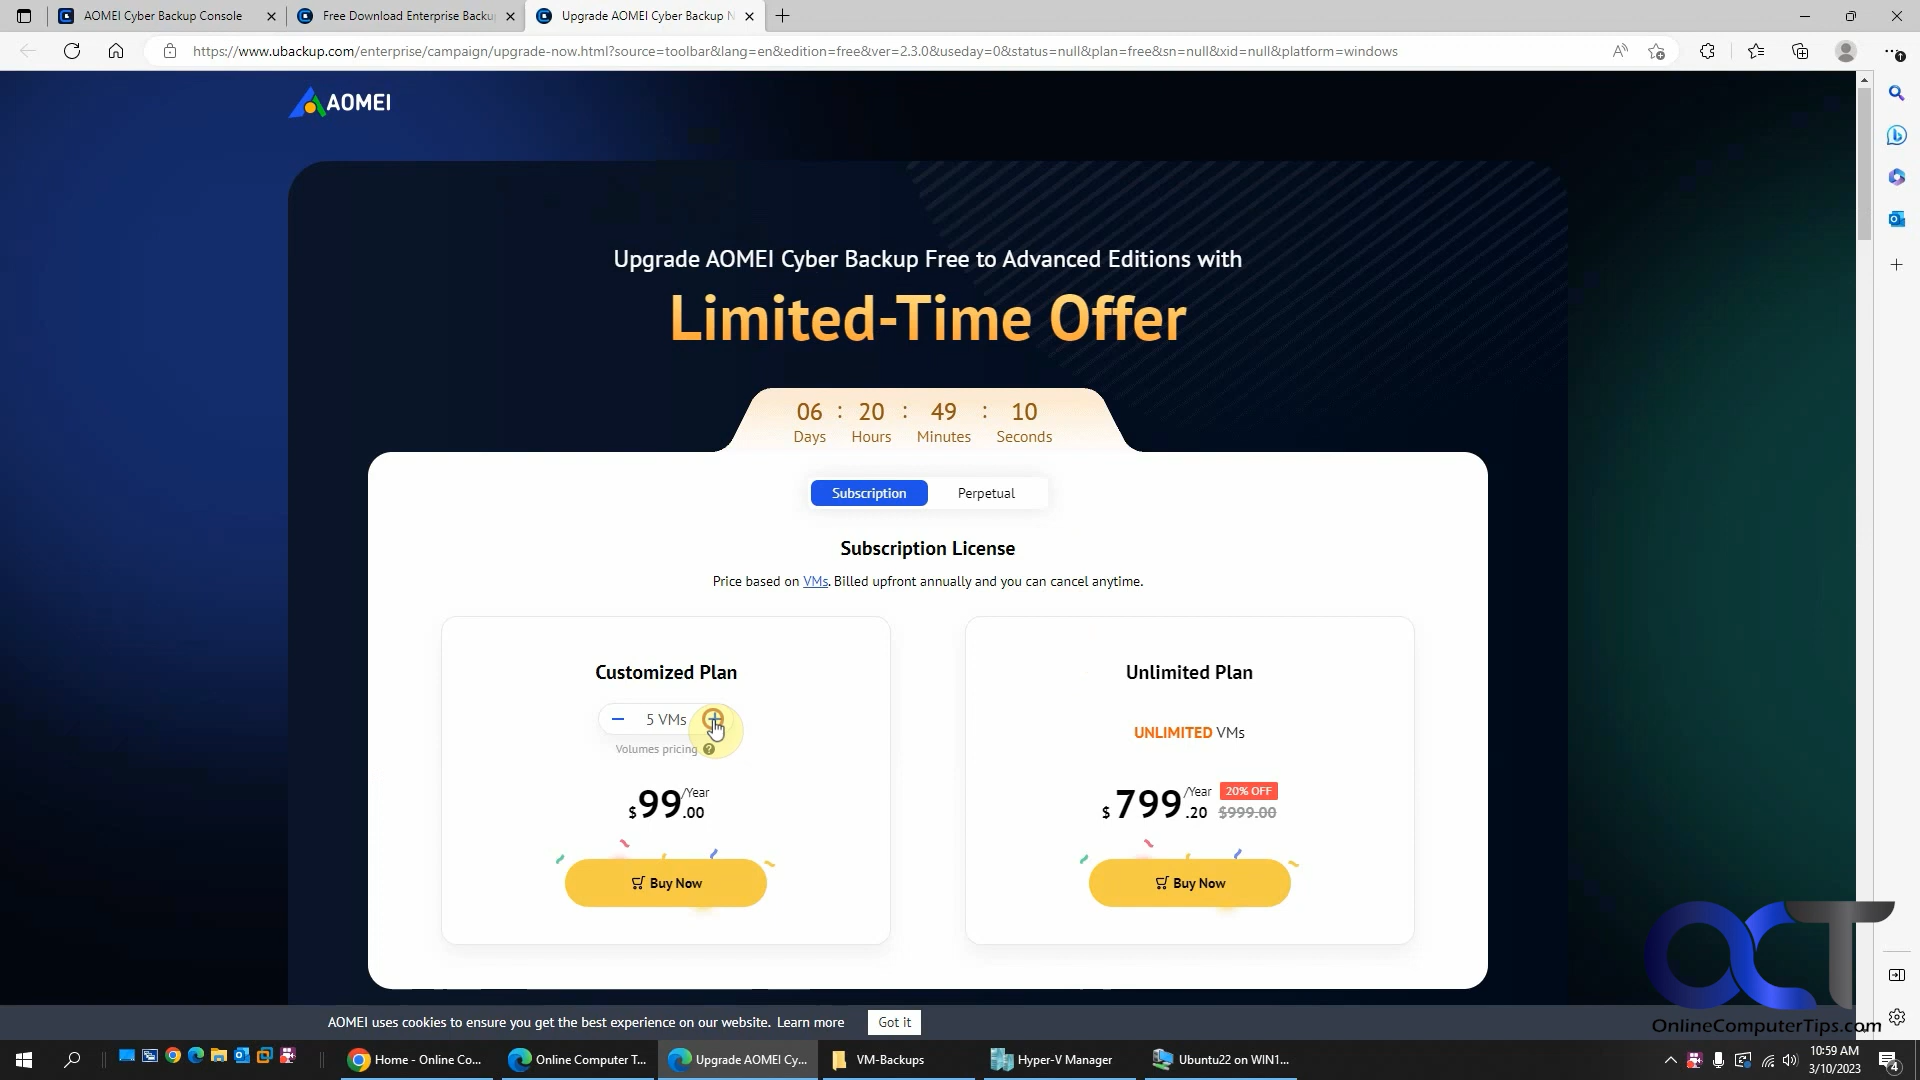 AOMEI Cyber Backup Console
Free Download Enterprise Backu
Upgrade AOMEI Cyber Backup N
https://www.ubackup.com/enterprise/campaign/upgrade-now.html?source=toolbar&lang=en&edition=free&ver=2.3.0&useday=0&status=null&plan=free&sn=null&xid=null&platform=windows
AOMEI
Upgrade AOMEI Cyber Backup Free to Advanced Editions with
Limited-Time Offer
06 : 20 : 49 : 10
Days Hours Minutes Seconds
Subscription Perpetual
Subscription License
Price based on VMs. Billed upfront annually and you can cancel anytime.
Customized Plan
5 VMs
Volumes pricing ?
$99.00/Year
Buy Now
Unlimited Plan
UNLIMITED VMs
$799.20/Year 20% OFF $999.00
Buy Now
OCT
OnlineComputerTips.com
AOMEI uses cookies to ensure you get the best experience on our website. Learn more Got it
Home - Online Co...
Online Computer T...
Upgrade AOMEI Cy...
VM-Backups
Hyper-V Manager
Ubuntu22 on WIN1...
10:59 AM
3/10/2023
4